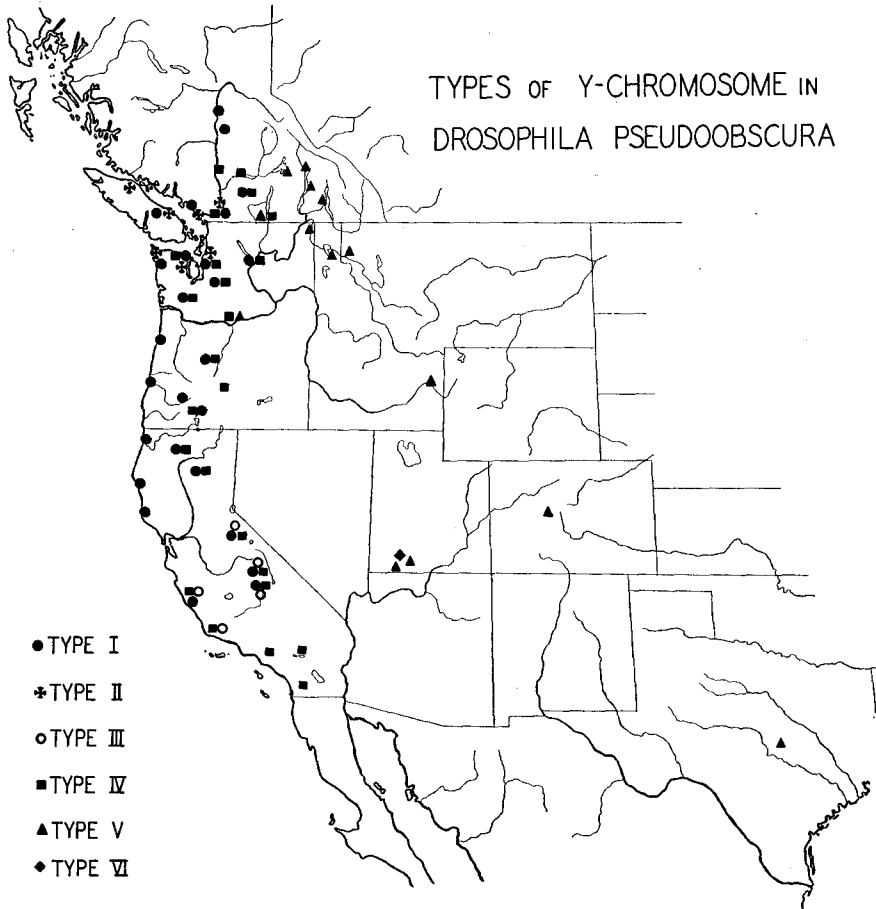 TYPES OF Y-CHROMOSOME IN
DROSOPHILA PSEUDOOBSCURA
TYPE I
TYPE II
TYPE III
TYPE IV
TYPE V
TYPE VI